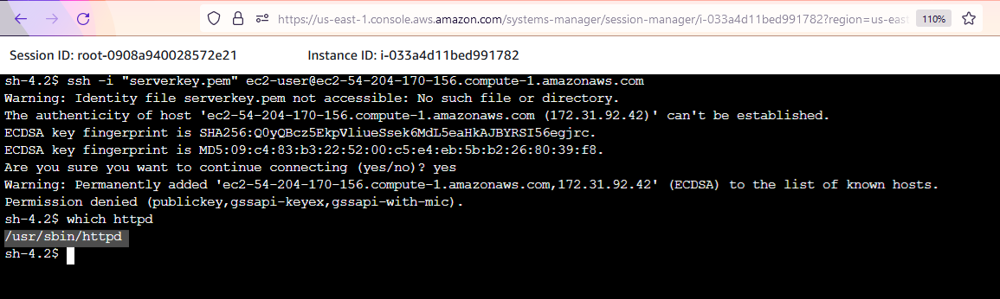 https://us-east-1.console.aws.amazon.com/systems-manager/session-manager/i-033a4d11bed991782?region=us-eas 110%
Session ID: root-0908a940028572e21 Instance ID: i-033a4d11bed991782
sh-4.2$ ssh -i "serverkey.pem" ec2-user@ec2-54-204-170-156.compute-1.amazonaws.com
Warning: Identity file serverkey.pem not accessible: No such file or directory.
The authenticity of host 'ec2-54-204-170-156.compute-1.amazonaws.com (172.31.92.42)' can't be established.
ECDSA key fingerprint is SHA256:Q0yQBcz5EkpVliueSsek6MdL5eaHkAJBYRSI56egjrc.
ECDSA key fingerprint is MD5:09:c4:83:b3:22:52:00:c5:e4:eb:5b:b2:26:80:39:f8.
Are you sure you want to continue connecting (yes/no)? yes
Warning: Permanently added 'ec2-54-204-170-156.compute-1.amazonaws.com,172.31.92.42' (ECDSA) to the list of known hosts.
Permission denied (publickey,gssapi-keyex,gssapi-with-mic).
sh-4.2$ which httpd
/usr/sbin/httpd
sh-4.2$